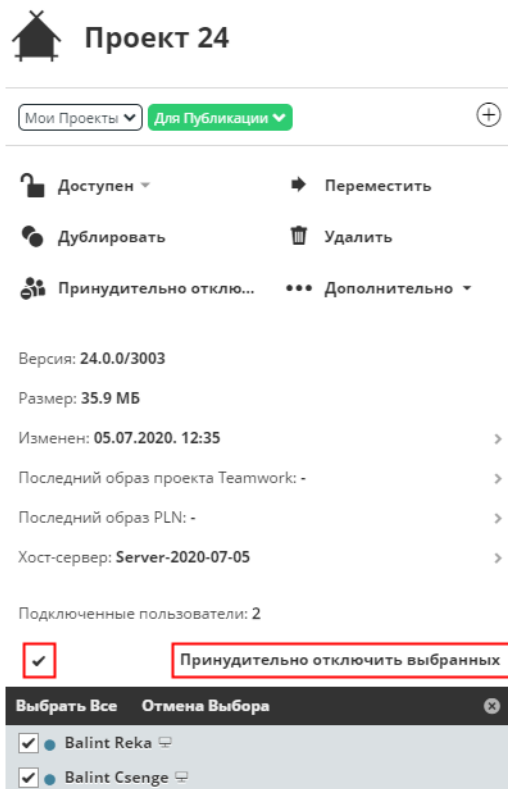 Проект 24
Мои Проекты Для Публикации
Доступен Переместить
Дублировать Удалить
Принудительно отклю... Дополнительно
Версия: 24.0.0/3003
Размер: 35.9 МБ
Изменен: 05.07.2020. 12:35
Последний образ проекта Teamwork: -
Последний образ PLN: -
Хост-сервер: Server-2020-07-05
Подключенные пользователи: 2
Принудительно отключить выбранных
Выбрать Все Отмена Выбора
Balint Reka
Balint Csenge